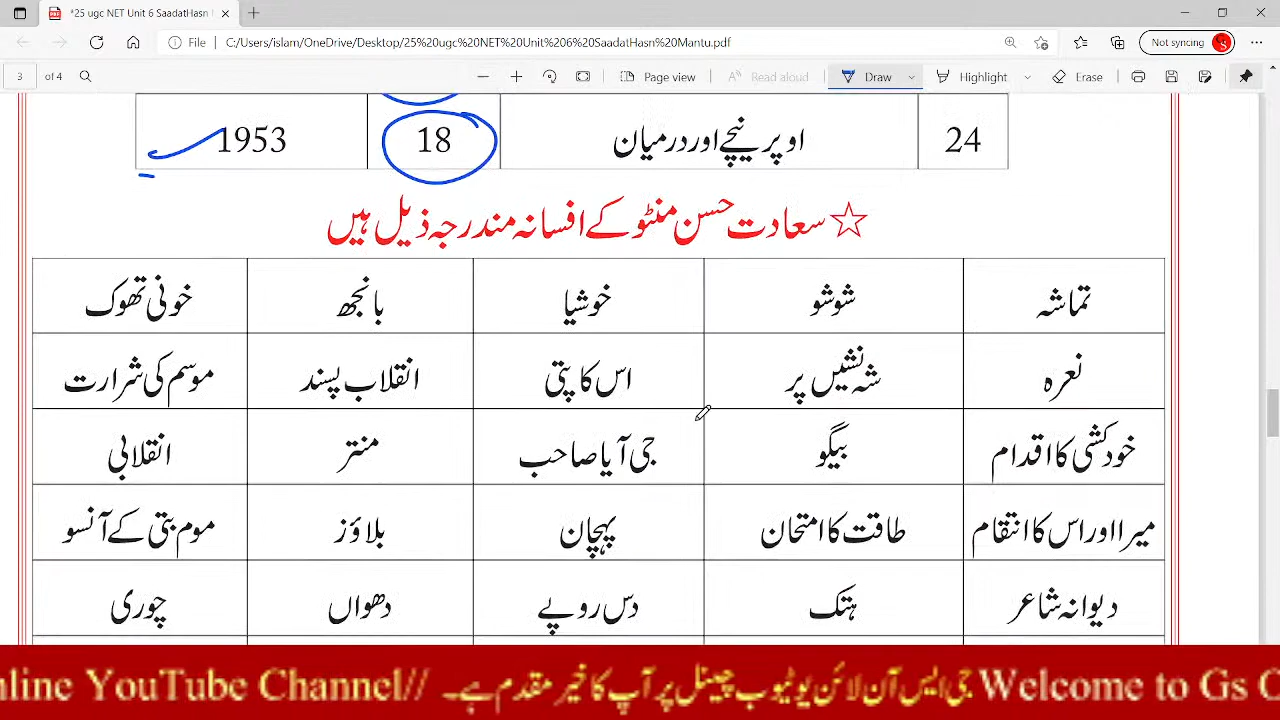 *25 ugc NET Unit 6 SaadatHasn
File C:/Users/islam/OneDrive/Desktop/25%20ugc%20NET%20Unit%206%20SaadatHasn%20Mantu.pdf Not syncing
3 of 4 Page view Read aloud Draw Highlight Erase
24 اوپر نیچے اور درمیان 18 1953
☆ سعادت حسن منٹو کے افسانہ مندرجہ ذیل ہیں
تماشہ شوشو خوشیا بانجھ خونی تھوک
نعرہ شہ نشیں پر اس کا پتی انقلاب پسند موسم کی شرارت
خودکشی کا اقدام بیگو جی آیا صاحب منتر انقلابی
میرا اور اس کا انتقام طاقت کا امتحان پہچان بلاؤز موم بتی کے آنسو
دیوانہ شاعر ہتک دس روپے دھواں چوری
nline YouTube Channel// جی ایس آن لائن یوٹیوب چینل پر آپ کا خیر مقدم ہے۔ Welcome to Gs O